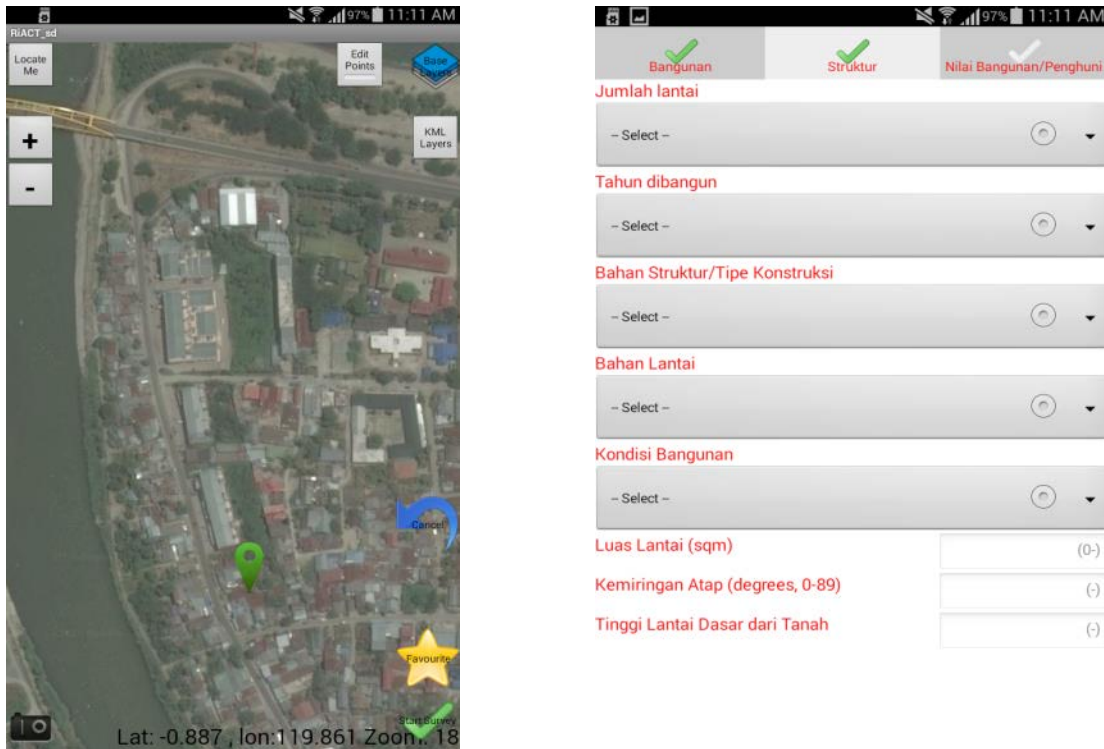 97% 11:11 AM
RiACT_sd
Locate
Me
Edit
Points
Base
Layers
+
KML
Layers
-
Cancel
Favourite
Start Survey
Lat: -0.887 , lon:119.861 Zoom: 18
97% 11:11 AM
Bangunan
Struktur
Nilai Bangunan/Penghuni
Jumlah lantai
-- Select --
Tahun dibangun
-- Select --
Bahan Struktur/Tipe Konstruksi
-- Select --
Bahan Lantai
-- Select --
Kondisi Bangunan
-- Select --
Luas Lantai (sqm) (0-)
Kemiringan Atap (degrees, 0-89) (-)
Tinggi Lantai Dasar dari Tanah (-)